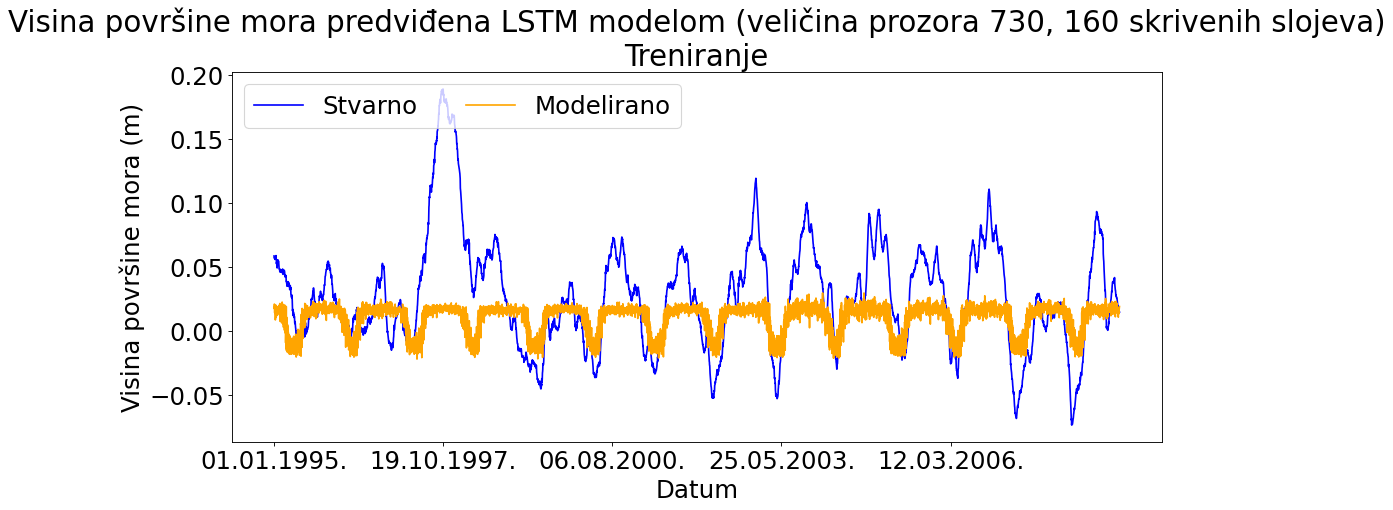 Visina površine mora predviđena LSTM modelom (veličina prozora 730, 160 skrivenih slojeva)
Treniranje
Stvarno Modelirano
Visina površine mora (m)
0.20
0.15
0.10
0.05
0.00
−0.05
01.01.1995. 19.10.1997. 06.08.2000. 25.05.2003. 12.03.2006.
Datum